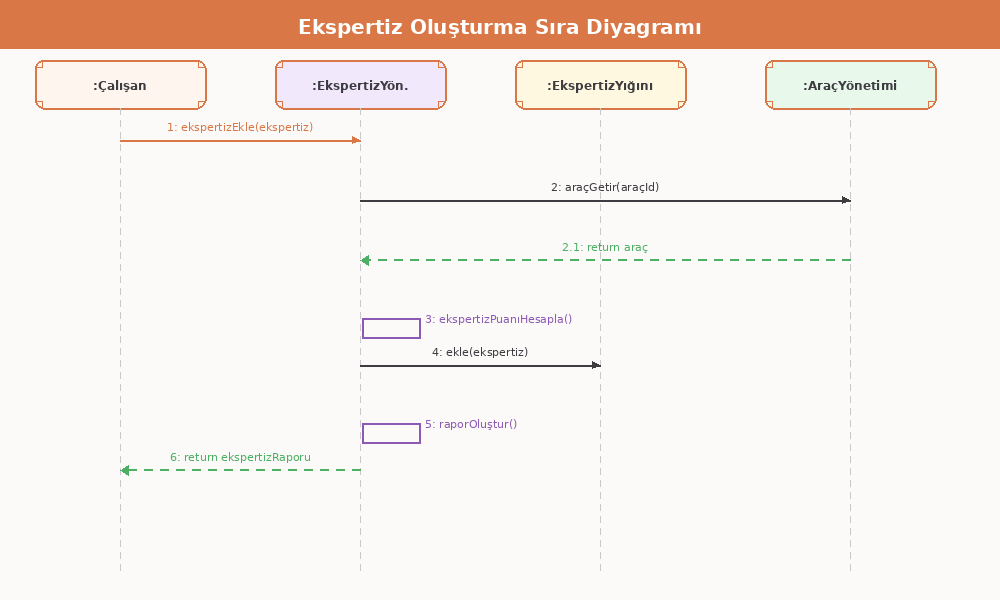 Ekspertiz Oluşturma Sıra Diyagramı
:Çalışan
:EkspertizYön.
:EkspertizYığını
:AraçYönetimi
1: ekspertizEkle(ekspertiz)
2: araçGetir(araçId)
2.1: return araç
3: ekspertizPuanıHesapla()
4: ekle(ekspertiz)
5: raporOluştur()
6: return ekspertizRaporu